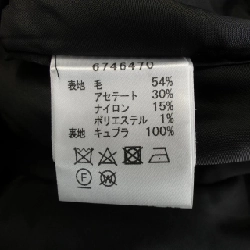 6746470
表地 毛 54%
アセテート 30%
ナイロン 15%
ポリエステル 1%
裏地 キュプラ 100%